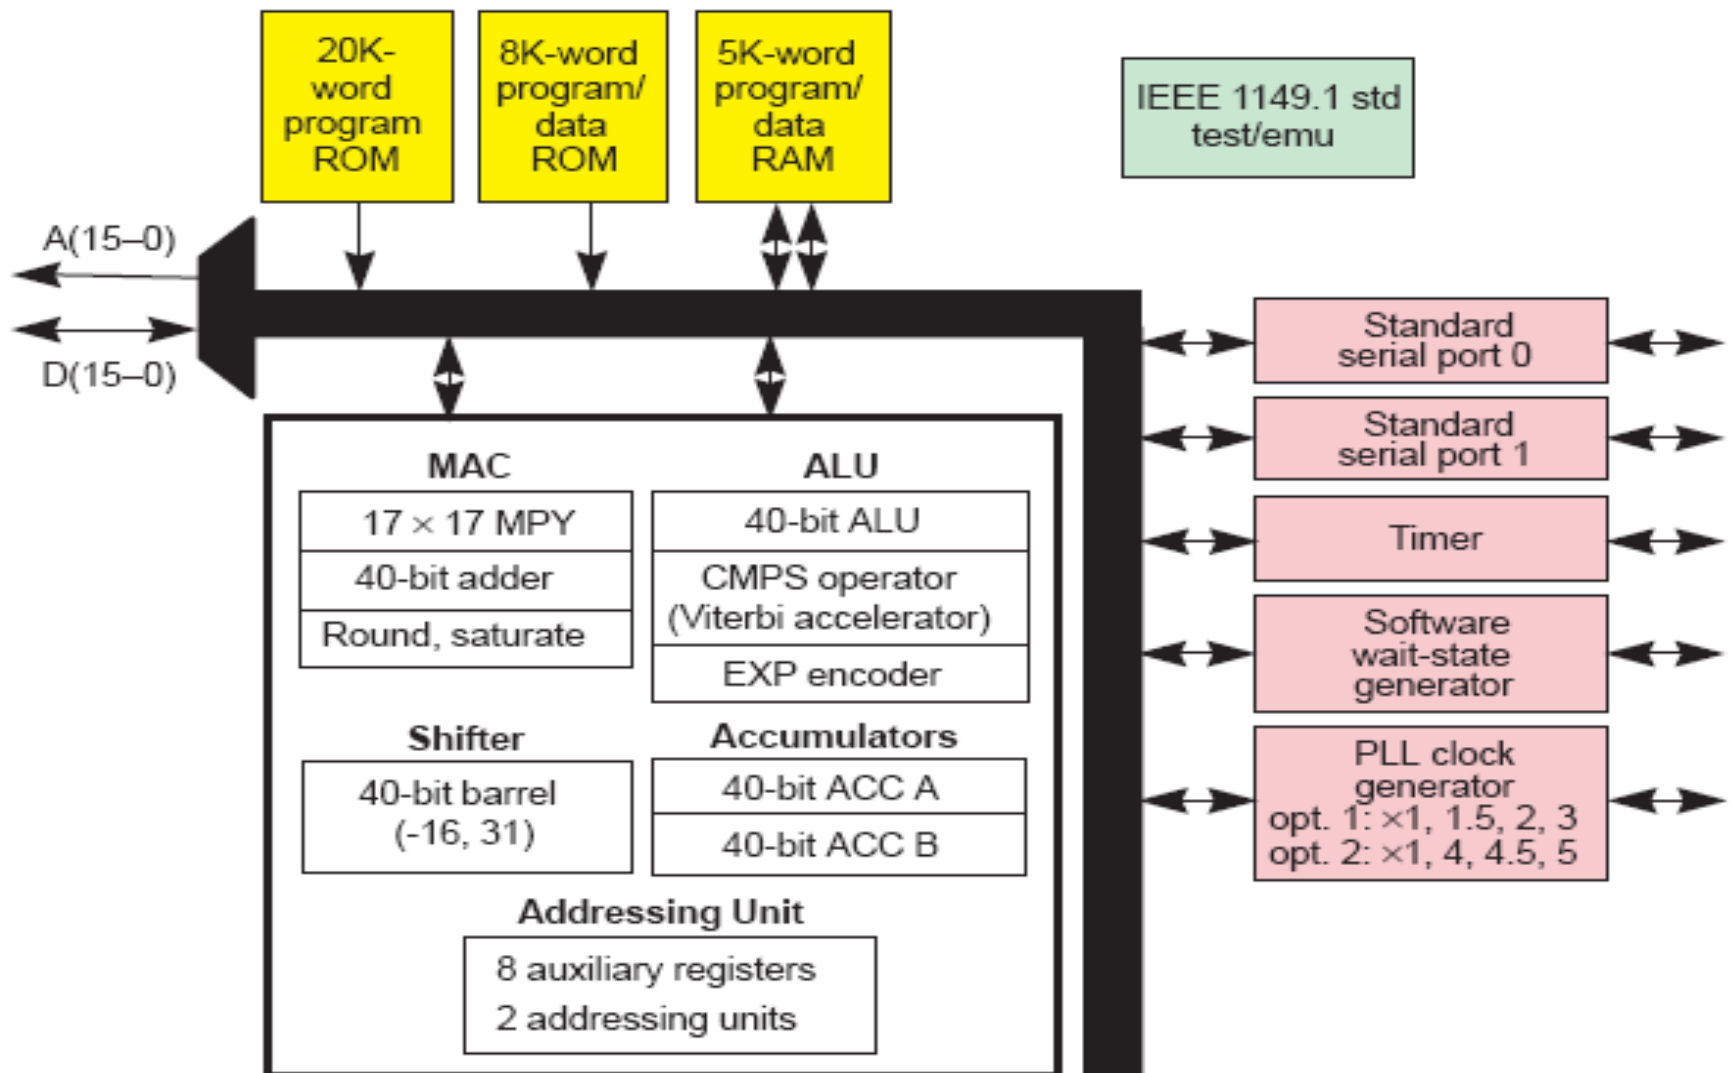 20K-
word
program
ROM
8K-word
program/
data
ROM
5K-word
program/
data
RAM
IEEE 1149.1 std
test/emu
A(15–0)
D(15–0)
Standard
serial port 0
Standard
serial port 1
Timer
Software
wait-state
generator
PLL clock
generator
opt. 1: ×1, 1.5, 2, 3
opt. 2: ×1, 4, 4.5, 5
MAC
17 × 17 MPY
40-bit adder
Round, saturate
ALU
40-bit ALU
CMPS operator
(Viterbi accelerator)
EXP encoder
Shifter
40-bit barrel
(-16, 31)
Accumulators
40-bit ACC A
40-bit ACC B
Addressing Unit
8 auxiliary registers
2 addressing units